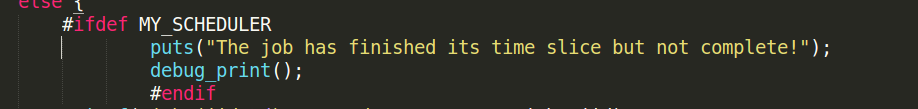 else {
#ifdef MY_SCHEDULER
puts("The job has finished its time slice but not complete!");
debug_print();
#endif